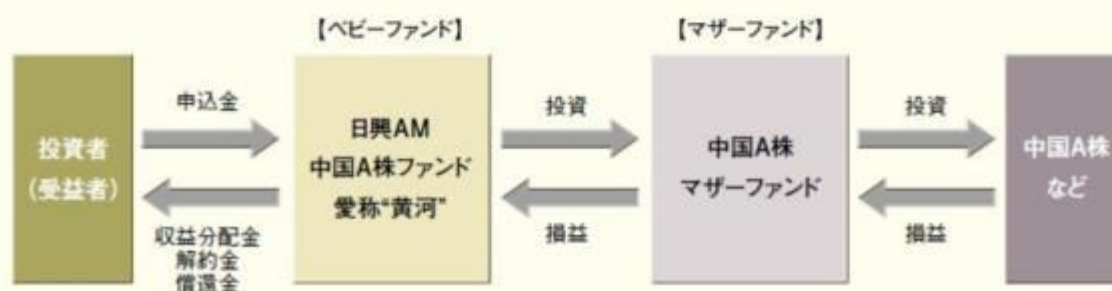 【ベビーファンド】
【マザーファンド】
投資者
(受益者)
申込金
収益分配金
解約金
償還金
日興AM
中国A株ファンド
愛称“黄河”
投資
損益
中国A株
マザーファンド
投資
損益
中国A株
など